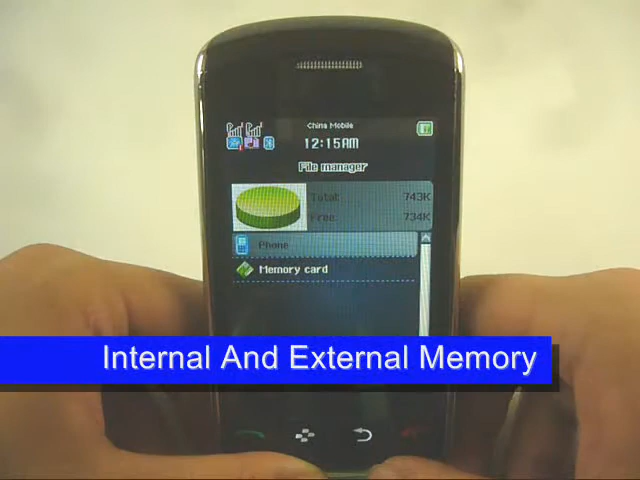 China Mobile
12:15AM
File manager
Total: 743K
Free: 734K
Phone
Memory card
Internal And External Memory